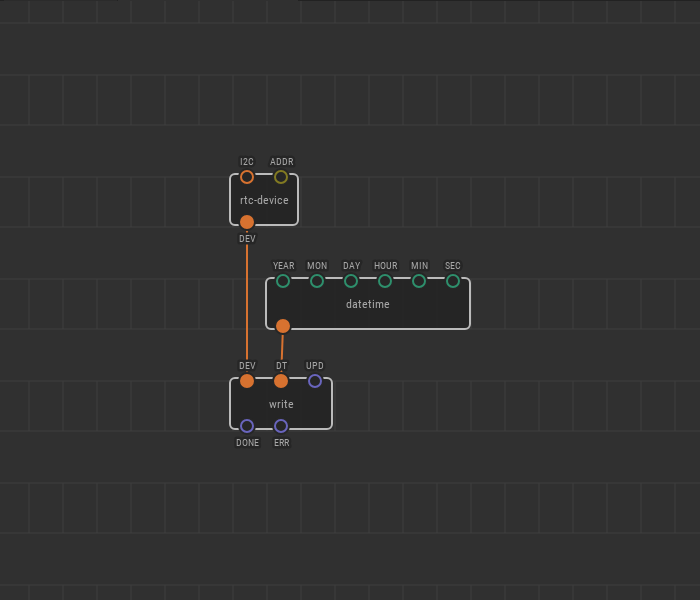 I2C ADDR
rtc-device
DEV
YEAR MON DAY HOUR MIN SEC
datetime
DEV DT UPD
write
DONE ERR